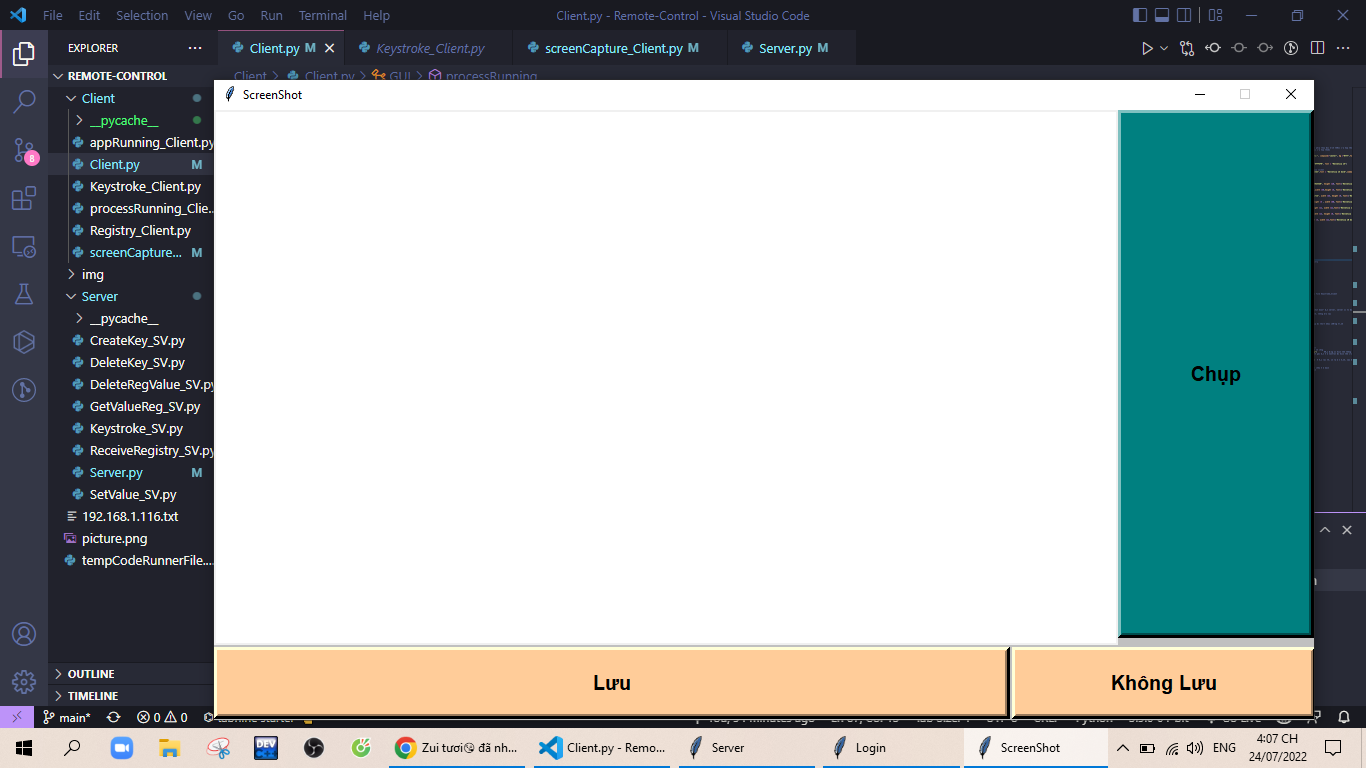 File Edit Selection View Go Run Terminal Help
Client.py - Remote-Control - Visual Studio Code
EXPLORER
Client.py M
Keystroke_Client.py
screenCapture_Client.py M
Server.py M
REMOTE-CONTROL
Client > Client.py > GUI > processRunning
ScreenShot
Client
__pycache__
appRunning_Client.py
Client.py M
Keystroke_Client.py
processRunning_Clie...
Registry_Client.py
screenCapture... M
img
Server
__pycache__
CreateKey_SV.py
DeleteKey_SV.py
DeleteRegValue_SV.py
GetValueReg_SV.py
Keystroke_SV.py
ReceiveRegistry_SV.py
Server.py M
SetValue_SV.py
192.168.1.116.txt
picture.png
tempCodeRunnerFile....
Chụp
Lưu
Không Lưu
OUTLINE
TIMELINE
main* 0 0
DEV
Zui tươi đã nh...
Client.py - Remo...
Server
Login
ScreenShot
ENG
4:07 CH
24/07/2022